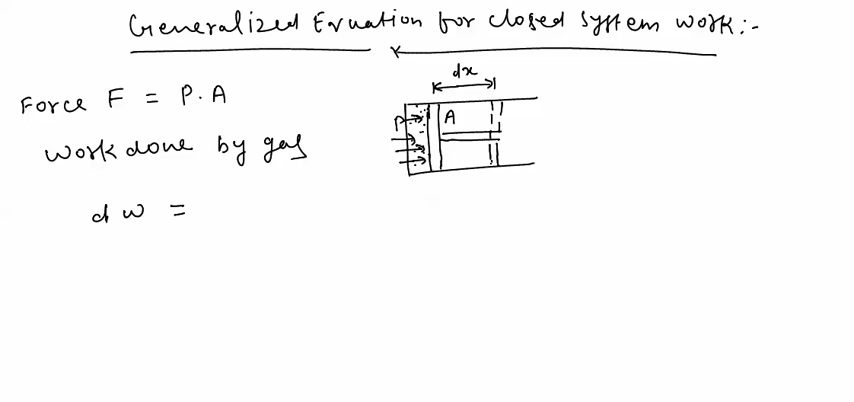 Generalized Equation for closed system work:-
Force F = P.A
dx
P
A
work done by gas
dw =